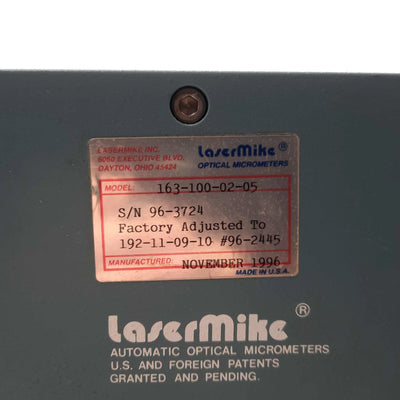 LASERMIKE INC.
6060 EXECUTIVE BLVD.
DAYTON, OHIO 45424
LaserMike ®
OPTICAL MICROMETERS
MODEL: 163-100-02-05
S/N 96-3724
Factory Adjusted To
192-11-09-10 #96-2445
MANUFACTURED: NOVEMBER 1996
MADE IN U.S.A.
LaserMike ®
AUTOMATIC OPTICAL MICROMETERS
U.S. AND FOREIGN PATENTS
GRANTED AND PENDING.